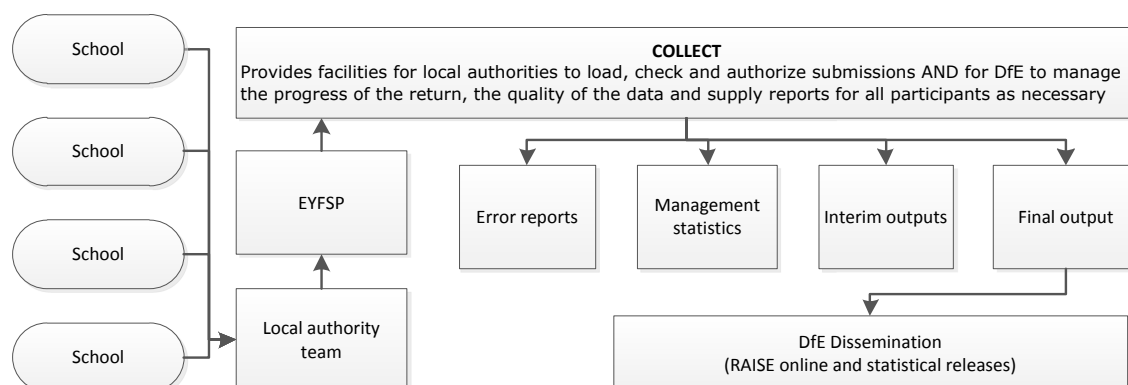 School
School
School
School
COLLECT
Provides facilities for local authorities to load, check and authorize submissions AND for DfE to manage
the progress of the return, the quality of the data and supply reports for all participants as necessary
EYFSP
Local authority
team
Error reports
Management
statistics
Interim outputs
Final output
DfE Dissemination
(RAISE online and statistical releases)